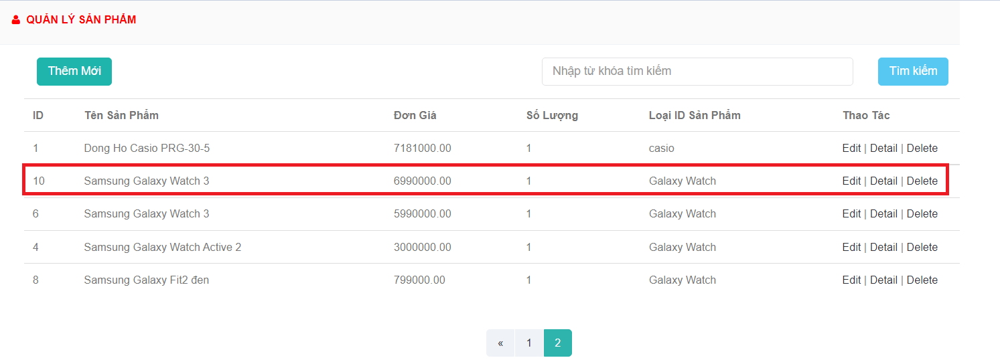 QUẢN LÝ SẢN PHẨM
Thêm Mới Nhập từ khóa tìm kiếm Tìm kiếm
ID Tên Sản Phẩm Đơn Giá Số Lượng Loại ID Sản Phẩm Thao Tác
1 Dong Ho Casio PRG-30-5 7181000.00 1 casio Edit | Detail | Delete
10 Samsung Galaxy Watch 3 6990000.00 1 Galaxy Watch Edit | Detail | Delete
6 Samsung Galaxy Watch 3 5990000.00 1 Galaxy Watch Edit | Detail | Delete
4 Samsung Galaxy Watch Active 2 3000000.00 1 Galaxy Watch Edit | Detail | Delete
8 Samsung Galaxy Fit2 đen 799000.00 1 Galaxy Watch Edit | Detail | Delete
« 1 2